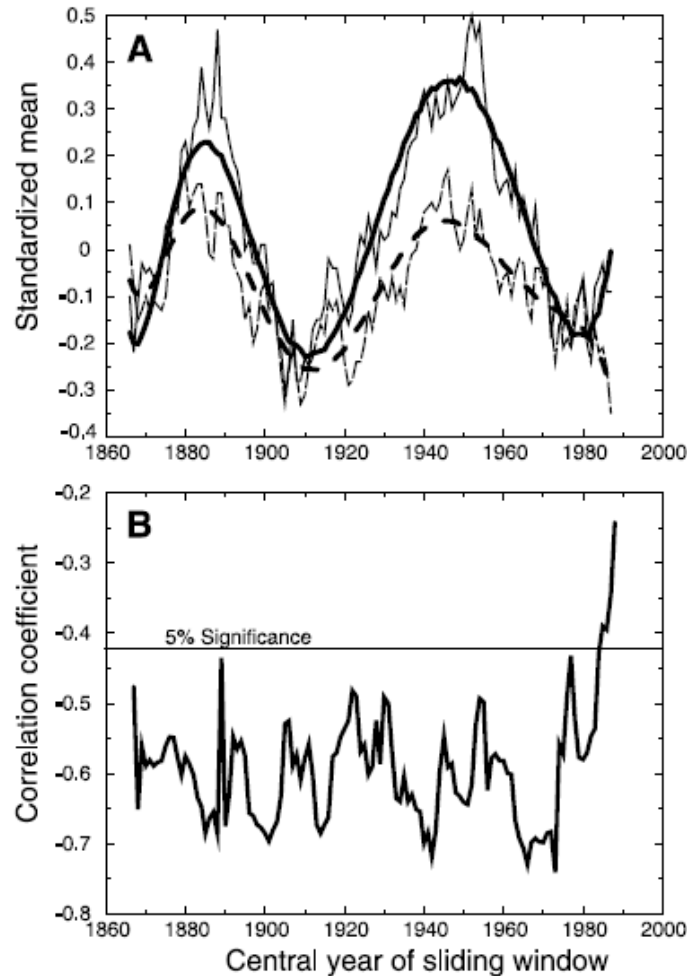 A
Standardized mean
0.5
0.4
0.3
0.2
0.1
0
-0.1
-0.2
-0.3
-0.4
1860 1880 1900 1920 1940 1960 1980 2000
B
Correlation coefficient
-0.2
-0.3
-0.4
-0.5
-0.6
-0.7
-0.8
5% Significance
1860 1880 1900 1920 1940 1960 1980 2000
Central year of sliding window